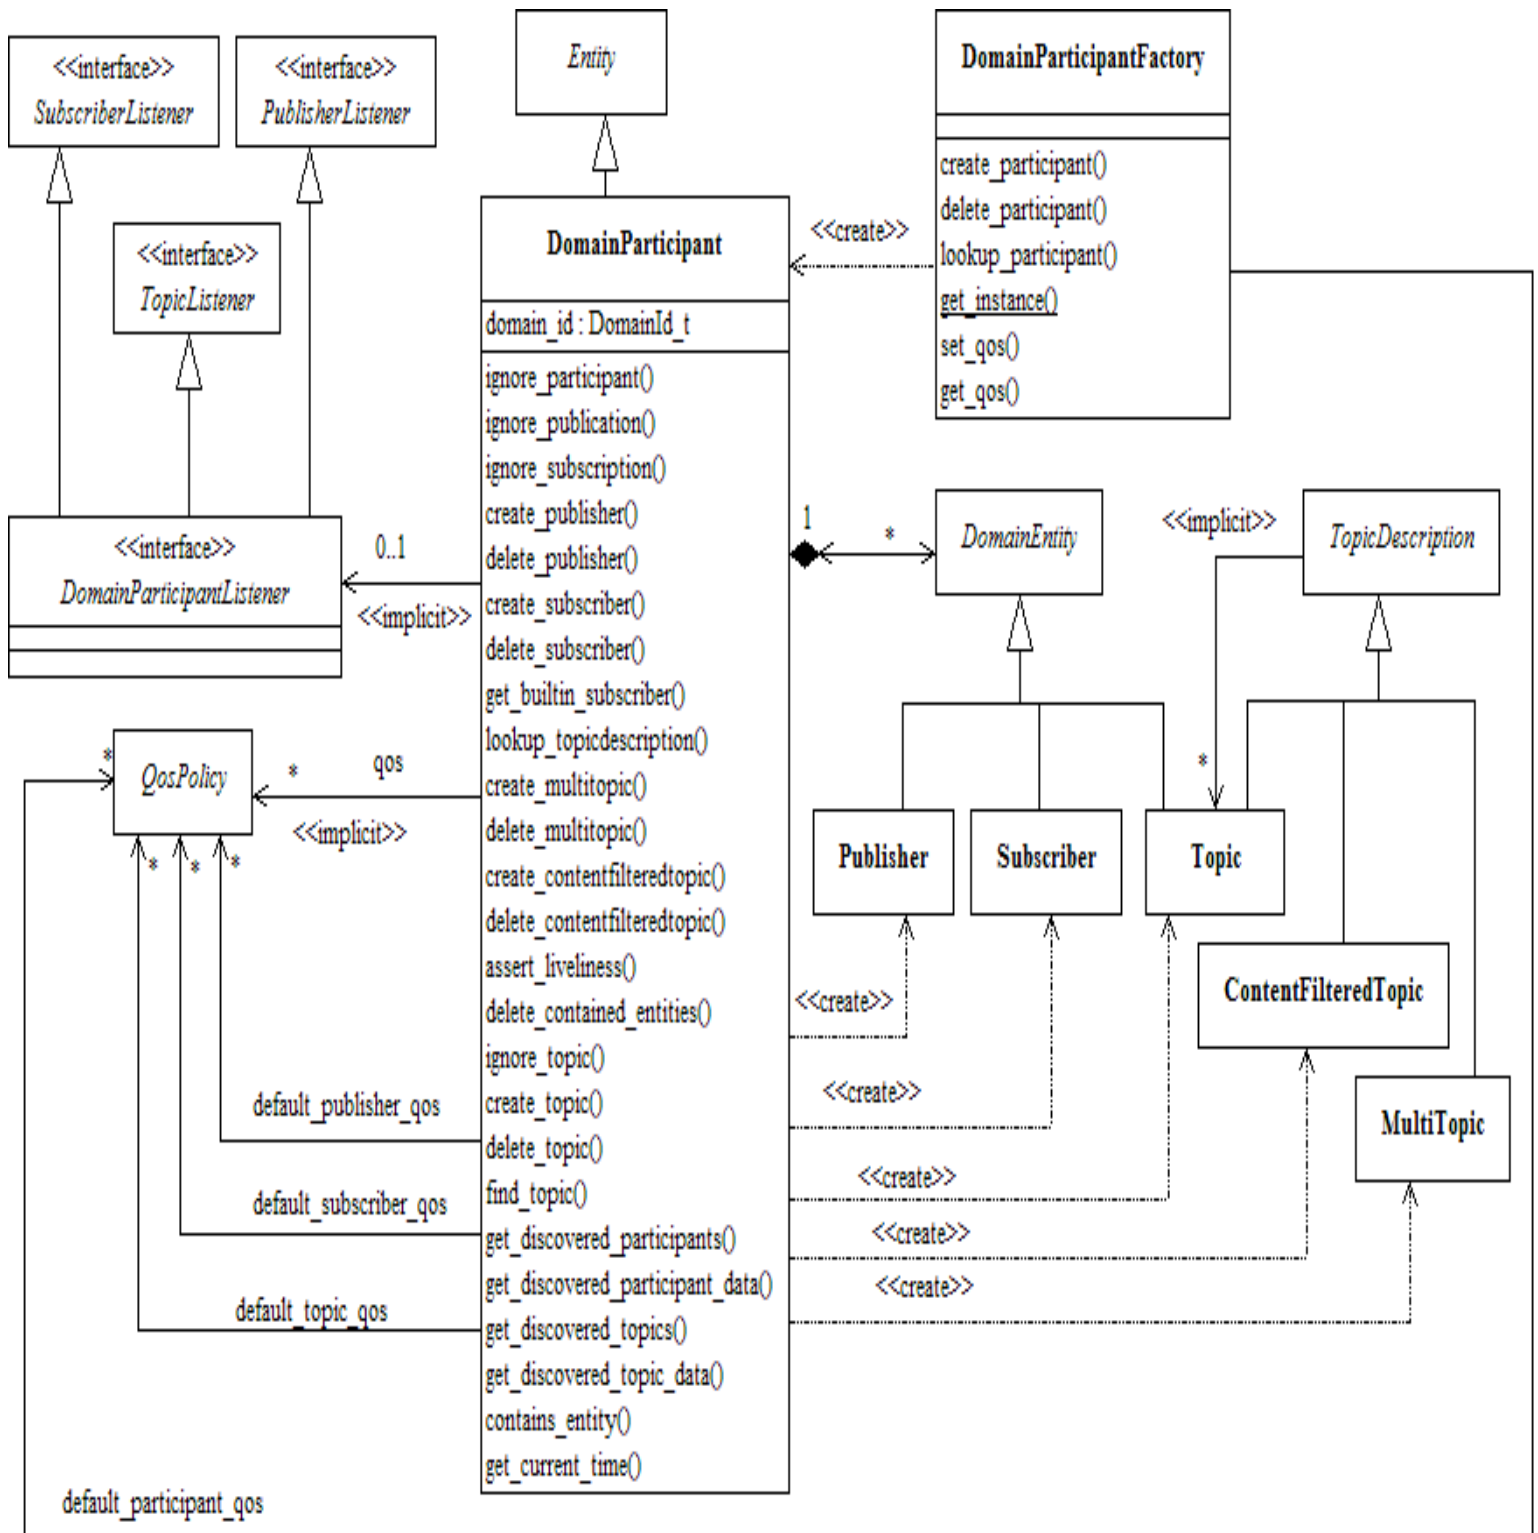 <<interface>>
SubscriberListener
<<interface>>
PublisherListener
Entity
DomainParticipantFactory
create_participant()
delete_participant()
lookup_participant()
get_instance()
set_qos()
get_qos()
<<interface>>
TopicListener
<<create>>
DomainParticipant
domain_id : DomainId_t
ignore_participant()
ignore_publication()
ignore_subscription()
create_publisher()
delete_publisher()
create_subscriber()
delete_subscriber()
get_builtin_subscriber()
lookup_topicdescription()
create_multitopic()
delete_multitopic()
create_contentfilteredtopic()
delete_contentfilteredtopic()
assert_liveliness()
delete_contained_entities()
ignore_topic()
create_topic()
delete_topic()
find_topic()
get_discovered_participants()
get_discovered_participant_data()
get_discovered_topics()
get_discovered_topic_data()
contains_entity()
get_current_time()
<<interface>>
DomainParticipantListener
0..1
<<implicit>>
1
*
DomainEntity
<<implicit>>
TopicDescription
*
*
QosPolicy
*
qos
<<implicit>>
*
*
*
Publisher
Subscriber
Topic
ContentFilteredTopic
MultiTopic
<<create>>
<<create>>
<<create>>
<<create>>
<<create>>
default_publisher_qos
default_subscriber_qos
default_topic_qos
default_participant_qos